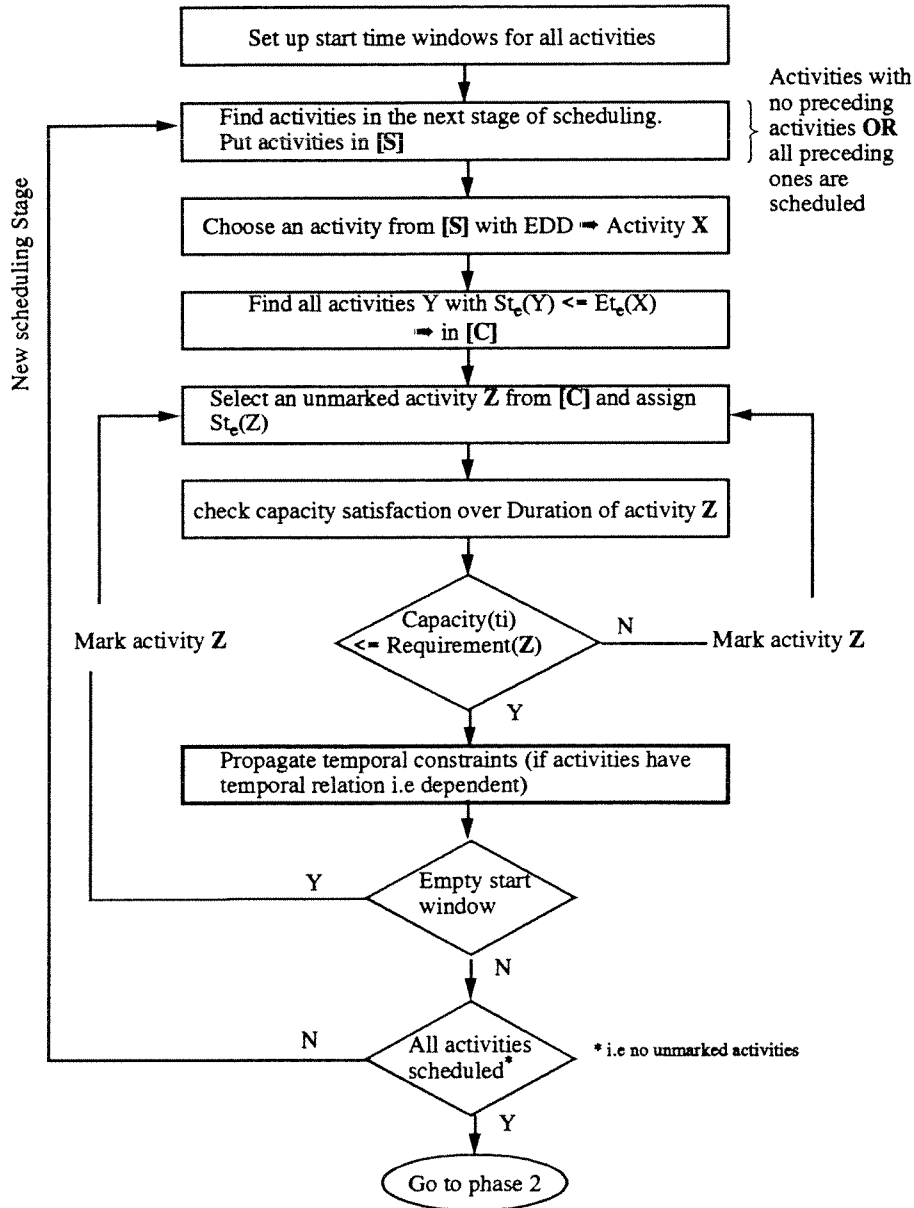 Set up start time windows for all activities
Activities with
no preceding
activities OR
all preceding
ones are
scheduled
Find activities in the next stage of scheduling.
Put activities in [S]
New scheduling Stage
Choose an activity from [S] with EDD ➡ Activity X
Find all activities Y with Ste(Y) <= Ete(X)
➡ in [C]
Select an unmarked activity Z from [C] and assign
Ste(Z)
check capacity satisfaction over Duration of activity Z
Capacity(ti)
<= Requirement(Z)
N
Mark activity Z
Mark activity Z
Y
Propagate temporal constraints (if activities have
temporal relation i.e dependent)
Y
Empty start
window
N
N
All activities
scheduled*
* i.e no unmarked activities
Y
Go to phase 2